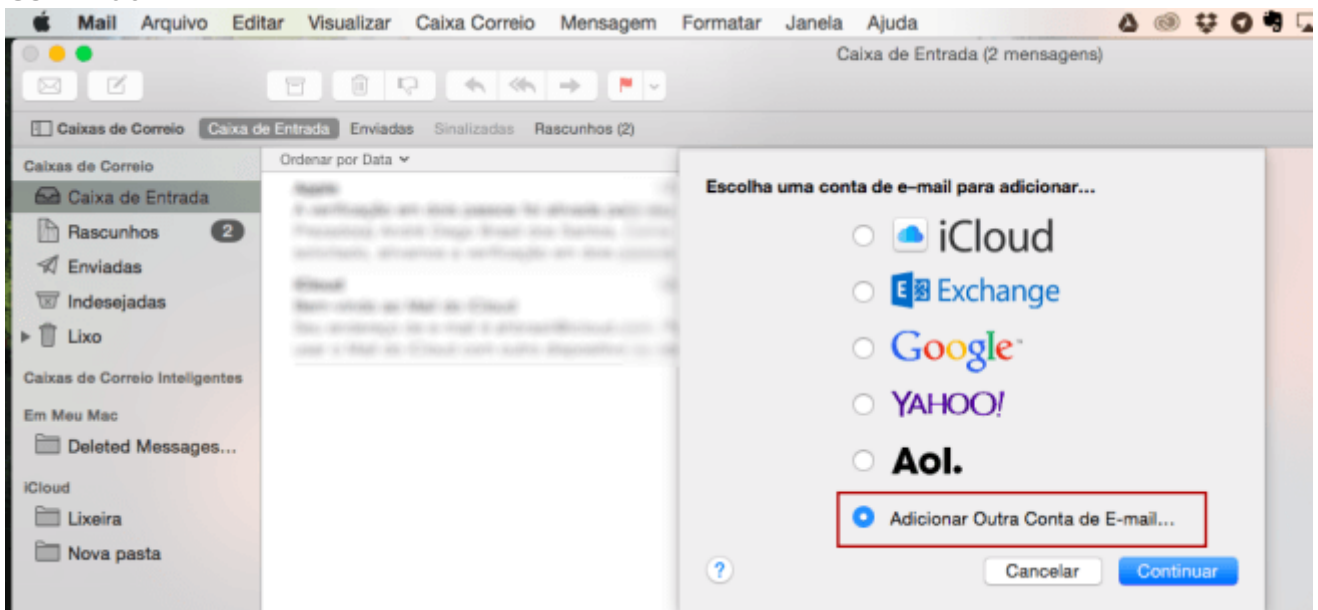 Mail Arquivo Editar Visualizar Caixa Correio Mensagem Formatar Janela Ajuda
Caixa de Entrada (2 mensagens)
Caixas de Correio Caixa de Entrada Enviadas Sinalizadas Rascunhos (2)
Caixas de Correio
Caixa de Entrada
Rascunhos 2
Enviadas
Indesejadas
Lixo
Caixas de Correio Inteligentes
Em Meu Mac
Deleted Messages...
iCloud
Lixeira
Nova pasta
Ordenar por Data
Escolha uma conta de e-mail para adicionar...
iCloud
Exchange
Google
YAHOO!
Aol.
Adicionar Outra Conta de E-mail...
? Cancelar Continuar